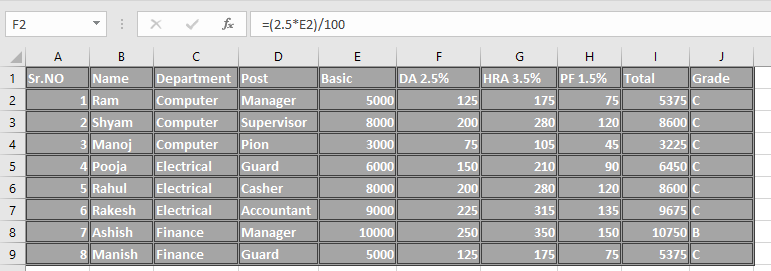 F2 fx =(2.5*E2)/100
A B C D E F G H I J
1 Sr.NO Name Department Post Basic DA 2.5% HRA 3.5% PF 1.5% Total Grade
2 1 Ram Computer Manager 5000 125 175 75 5375 C
3 2 Shyam Computer Supervisor 8000 200 280 120 8600 C
4 3 Manoj Computer Pion 3000 75 105 45 3225 C
5 4 Pooja Electrical Guard 6000 150 210 90 6450 C
6 5 Rahul Electrical Casher 8000 200 280 120 8600 C
7 6 Rakesh Electrical Accountant 9000 225 315 135 9675 C
8 7 Ashish Finance Manager 10000 250 350 150 10750 B
9 8 Manish Finance Guard 5000 125 175 75 5375 C